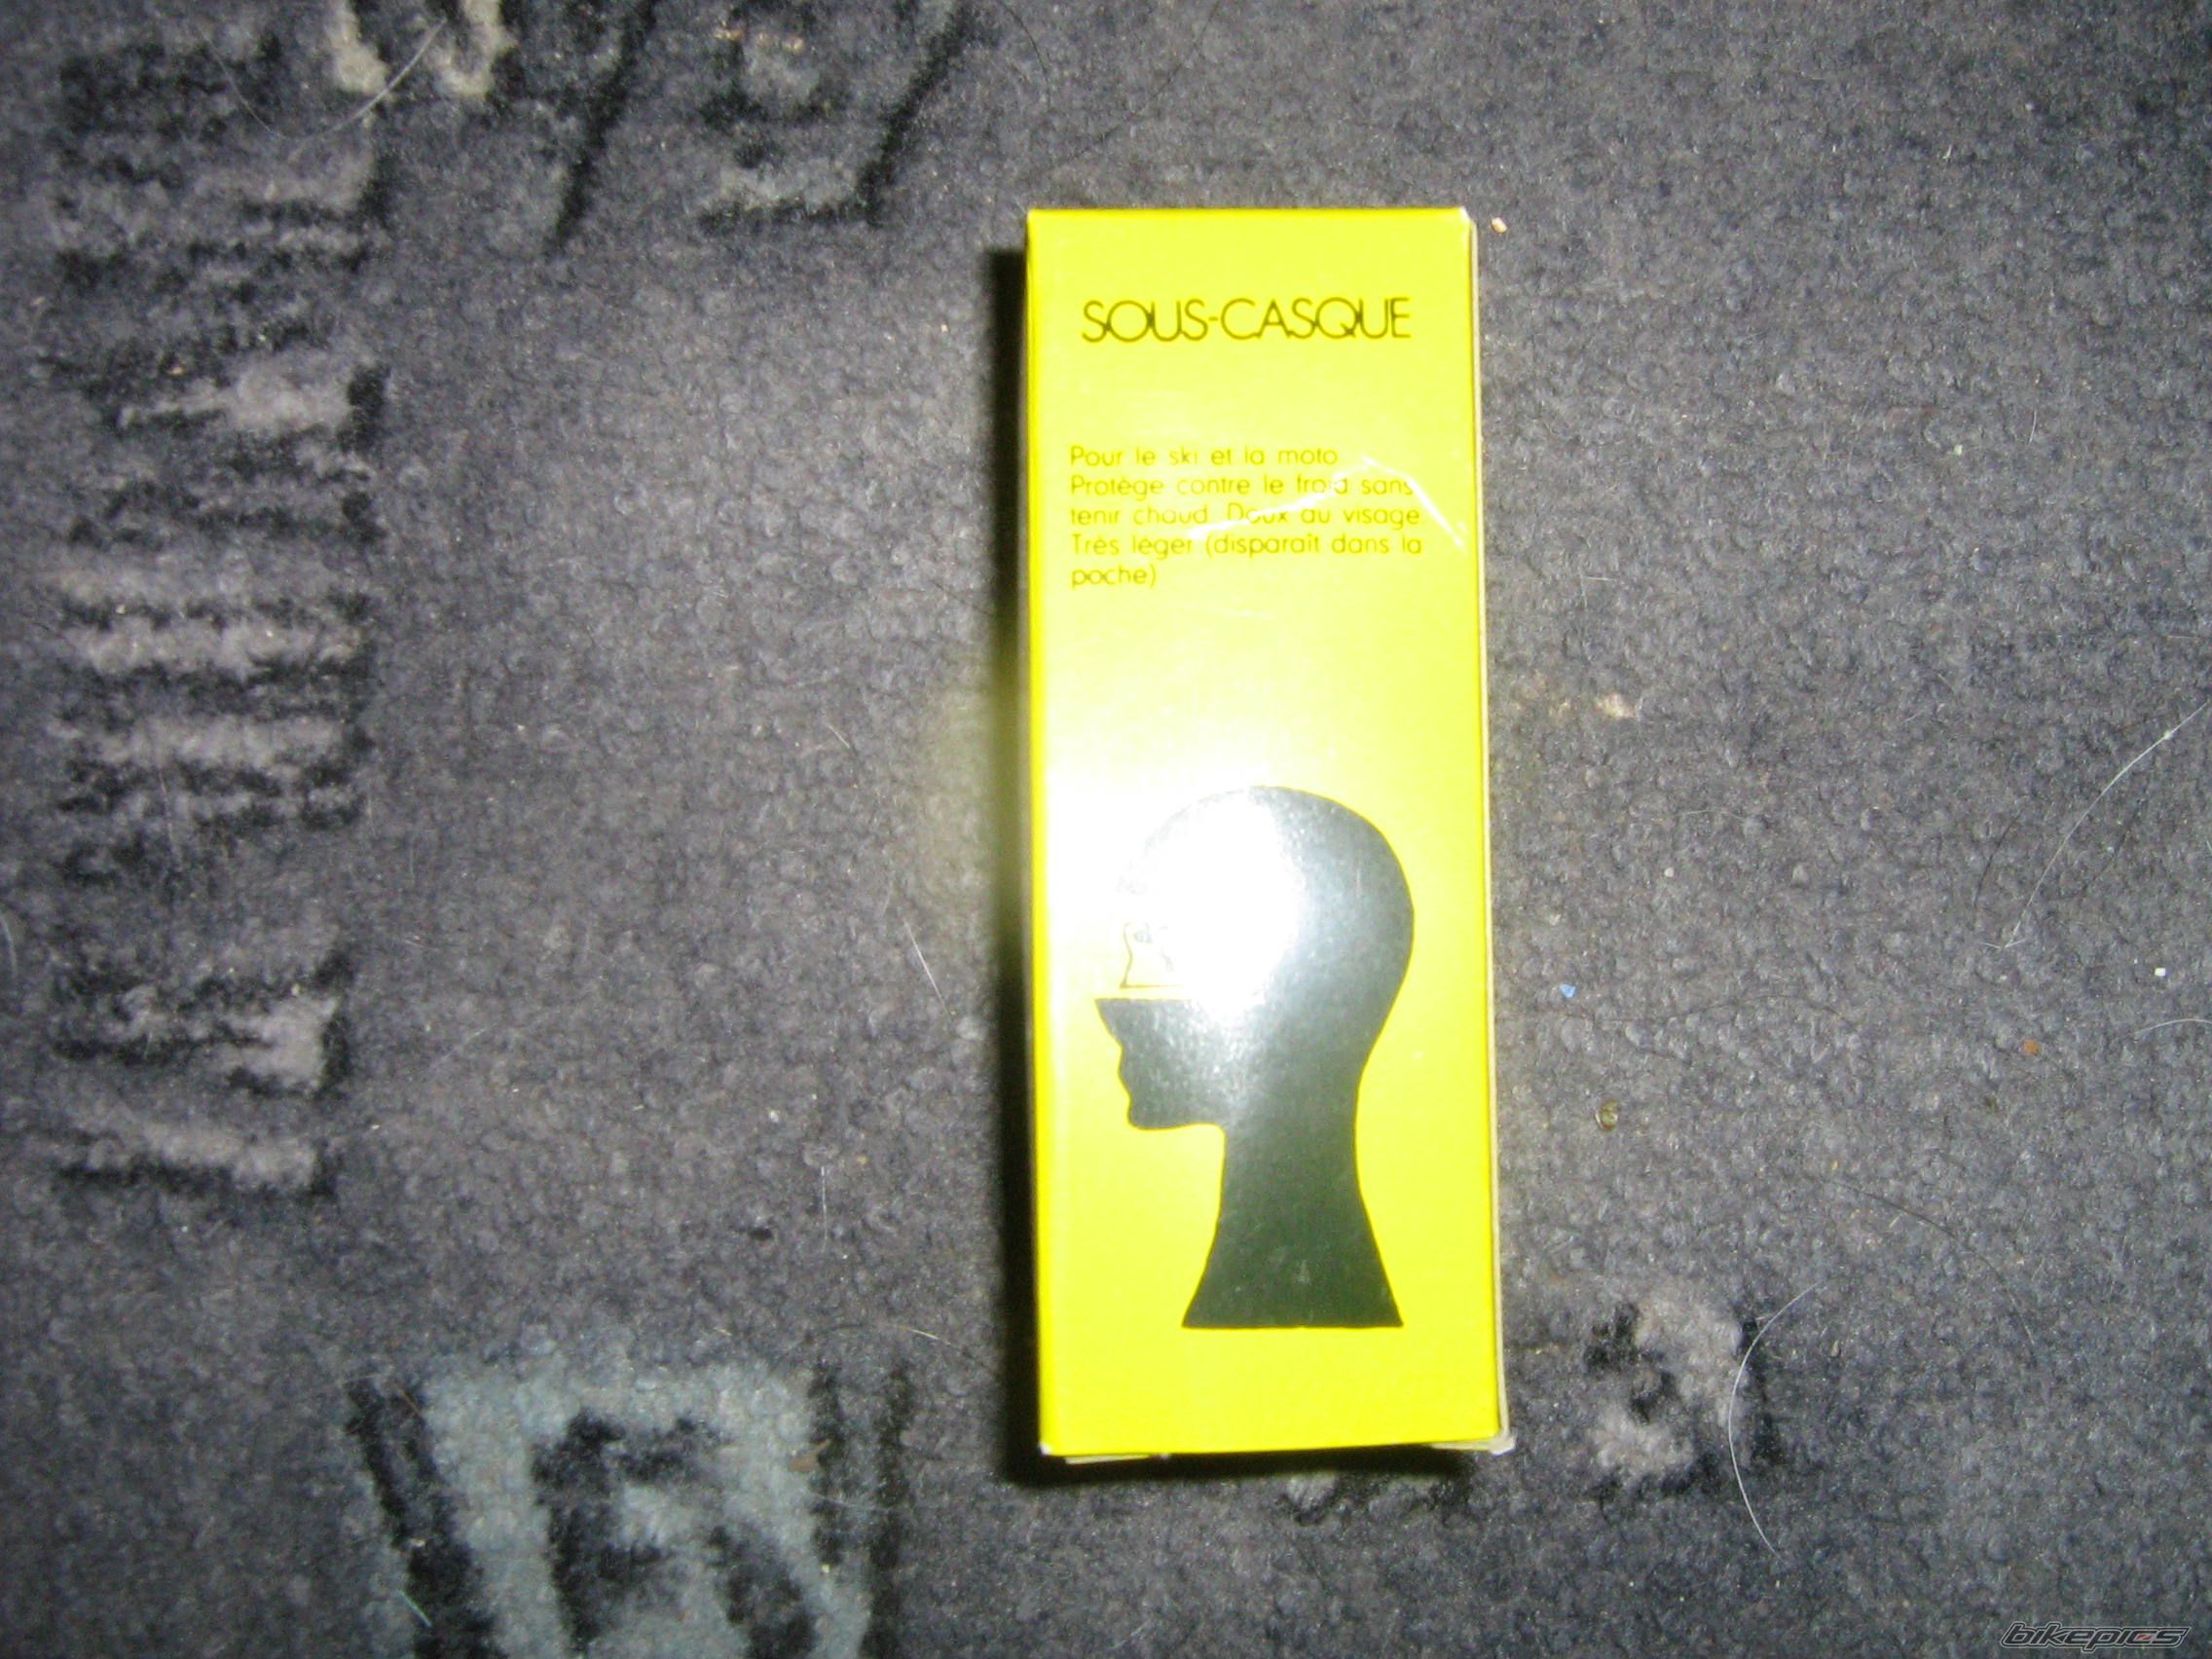 SOUS-CASQUE
Pour le ski et la moto
Protège contre le froid sans
tenir chaud. Doux au visage
Très léger (disparaît dans la
poche)
bikepics